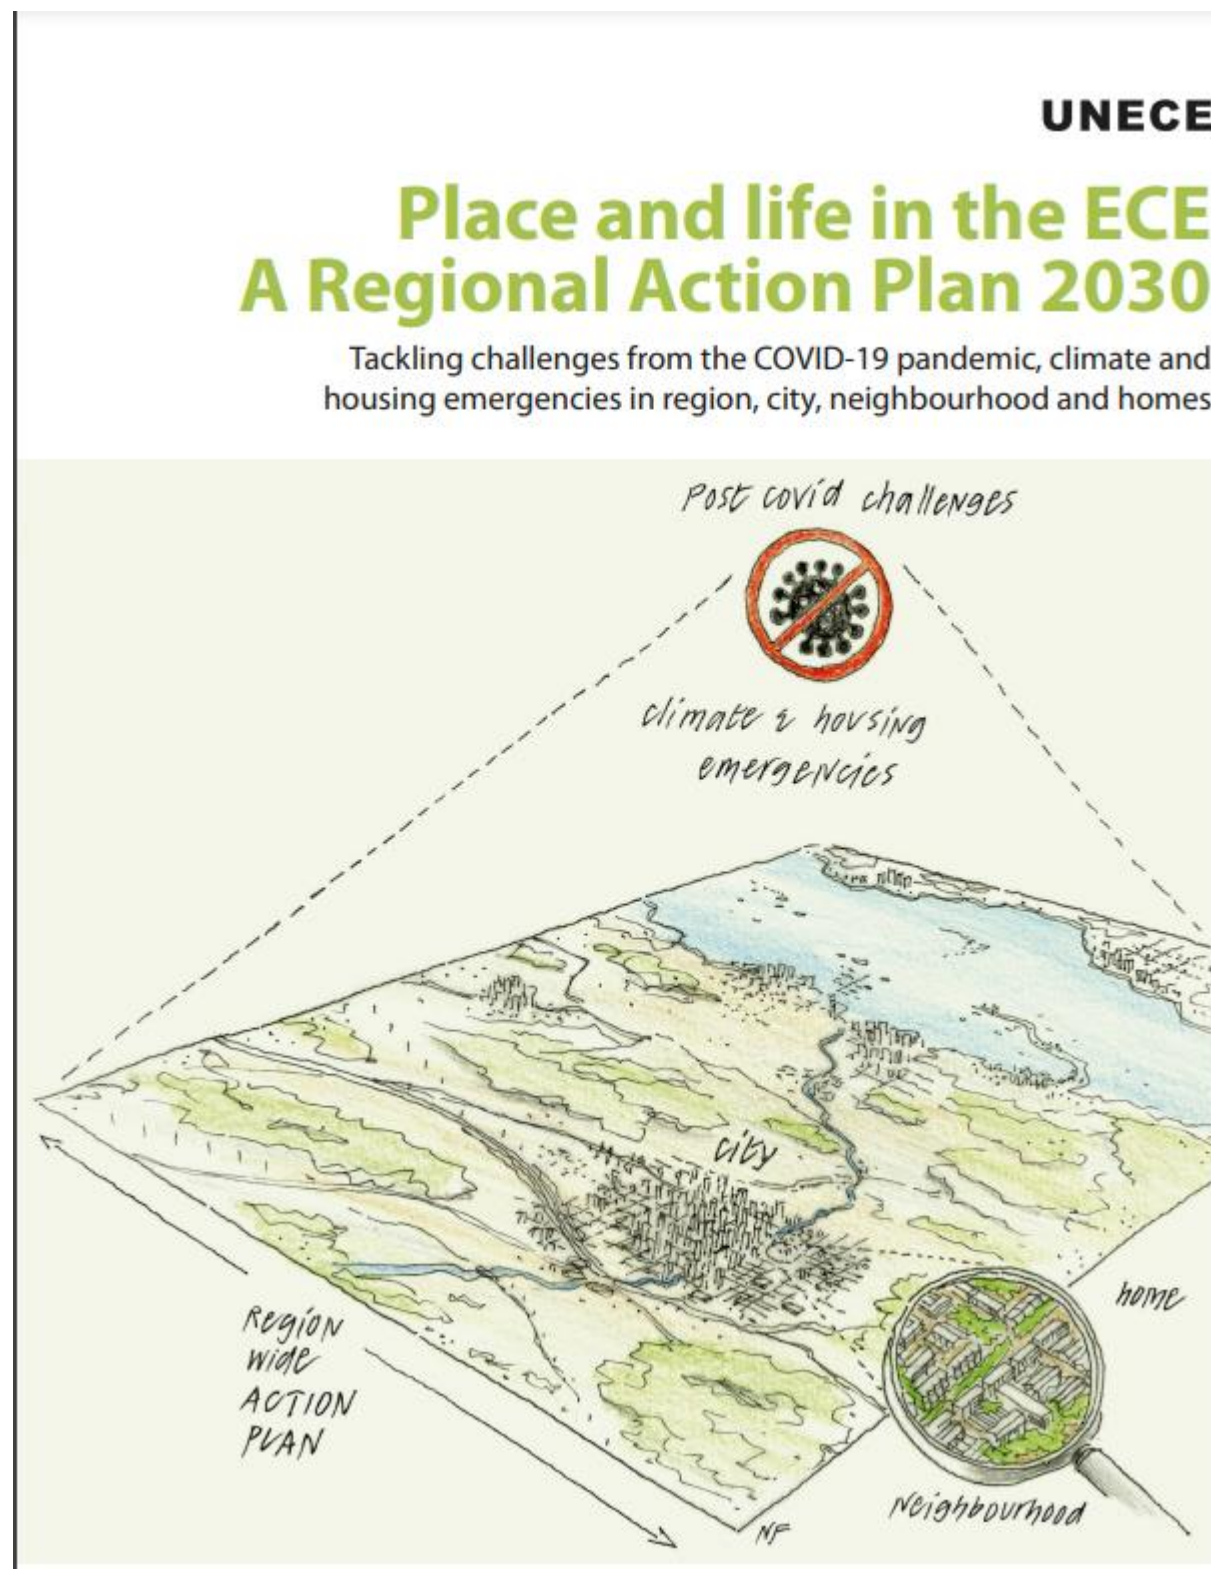 UNECE
Place and life in the ECE
A Regional Action Plan 2030
Tackling challenges from the COVID-19 pandemic, climate and
housing emergencies in region, city, neighbourhood and homes
Post covid challenges
climate & housing
emergencies
city
home
Region
wide
ACTION
PLAN
Neighbourhood
NF